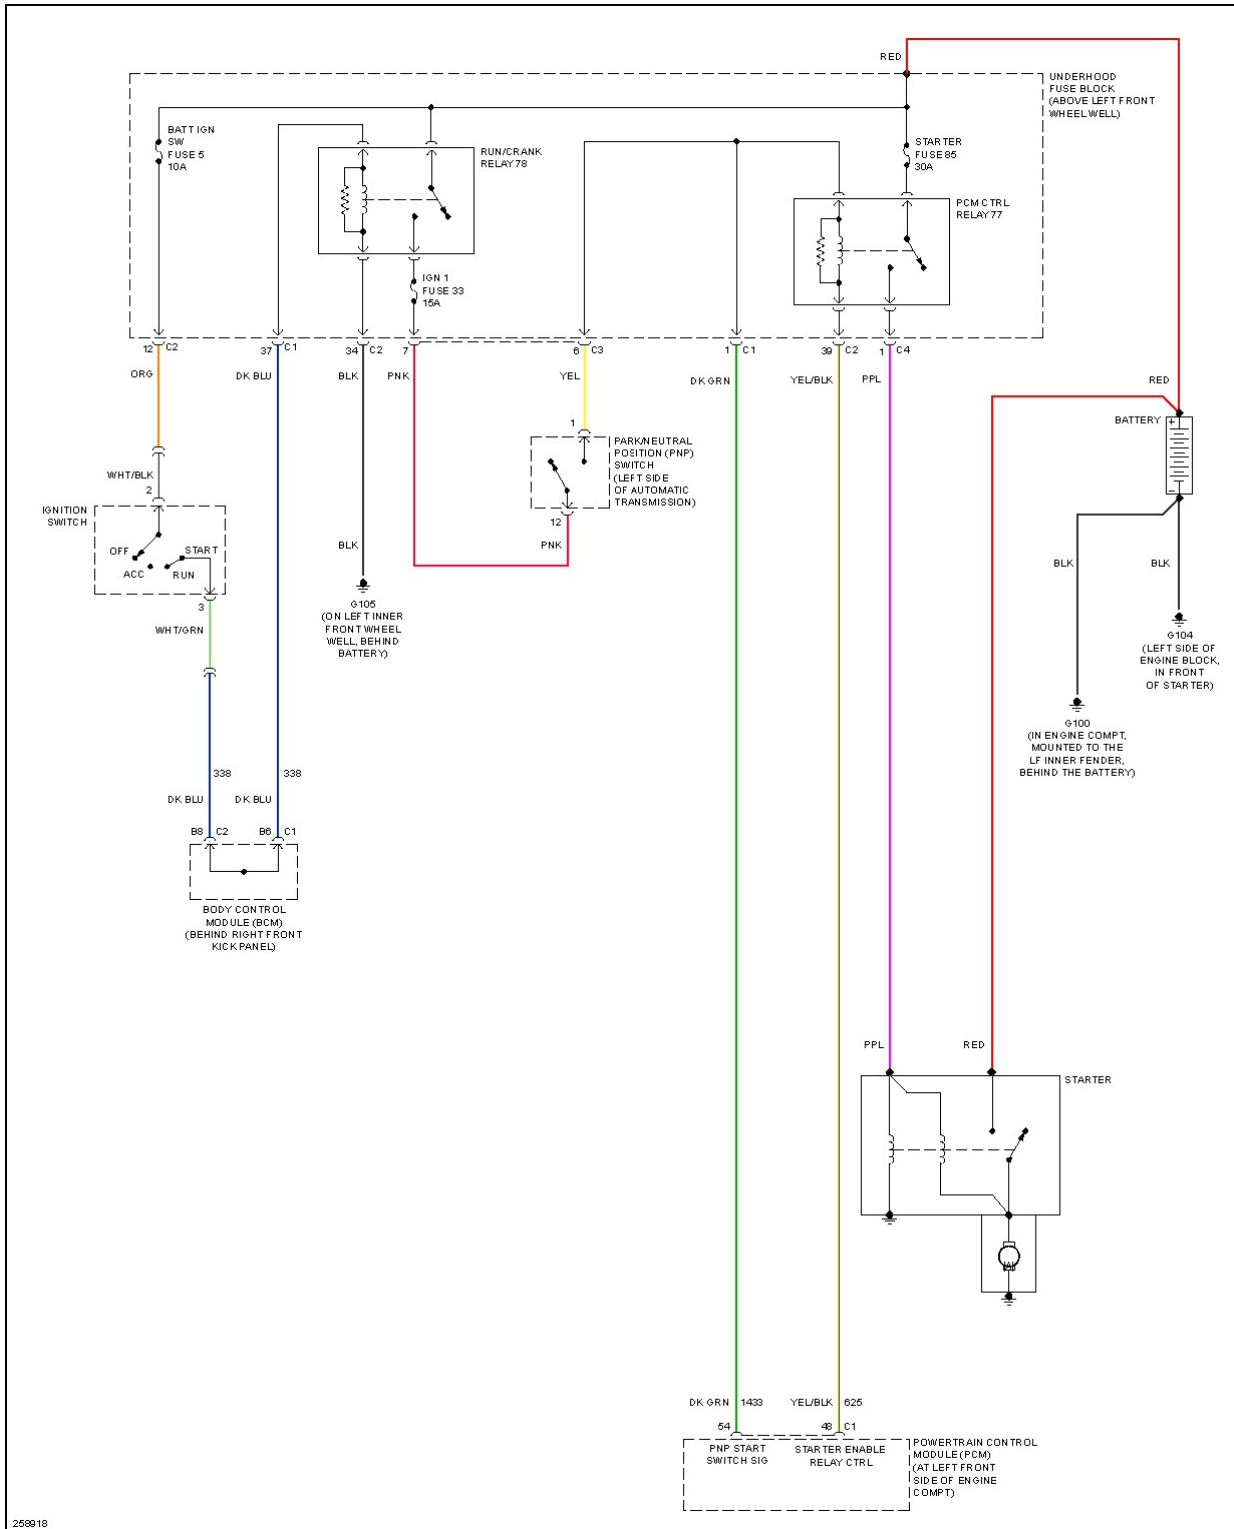 RED
UNDERHOOD
FUSE BLOCK
(ABOVE LEFT FRONT
WHEEL WELL)
BATT IGN
SW
FUSE 5
10A
RUN/CRANK
RELAY 78
STARTER
FUSE 85
30A
PCM CTRL
RELAY 77
IGN 1
FUSE 33
15A
12 C2
37 C1
34 C2
7
6 C3
1 C1
39 C2
1 C4
ORG
DK BLU
BLK
PNK
YEL
DK GRN
YEL/BLK
PPL
RED
BATTERY
+
-
1
PARK/NEUTRAL
POSITION (PNP)
SWITCH
(LEFT SIDE
OF AUTOMATIC
TRANSMISSION)
12
PNK
WHT/BLK
2
IGNITION
SWITCH
OFF
START
ACC
RUN
3
WHT/GRN
BLK
G105
(ON LEFT INNER
FRONT WHEEL
WELL, BEHIND
BATTERY)
BLK
BLK
G104
(LEFT SIDE OF
ENGINE BLOCK,
IN FRONT
OF STARTER)
G100
(IN ENGINE COMPT,
MOUNTED TO THE
LF INNER FENDER,
BEHIND THE BATTERY)
338
338
DK BLU
DK BLU
B8 C2
B6 C1
BODY CONTROL
MODULE (BCM)
(BEHIND RIGHT FRONT
KICK PANEL)
PPL
RED
STARTER
M
DK GRN 1433
YEL/BLK 625
54
48 C1
PNP START
SWITCH SIG
STARTER ENABLE
RELAY CTRL
POWERTRAIN CONTROL
MODULE (PCM)
(AT LEFT FRONT
SIDE OF ENGINE
COMPT)
258918